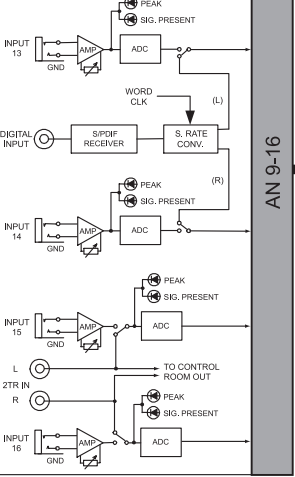 PEAK
SIG. PRESENT
INPUT
13
AMP
ADC
GND
WORD
CLK
(L)
DIGITAL
INPUT
S/PDIF
RECEIVER
S. RATE
CONV.
(R)
PEAK
SIG. PRESENT
INPUT
14
AMP
ADC
GND
AN 9-16
PEAK
SIG. PRESENT
INPUT
15
AMP
ADC
GND
L
TO CONTROL
ROOM OUT
2TR IN
R
PEAK
SIG. PRESENT
INPUT
16
AMP
ADC
GND